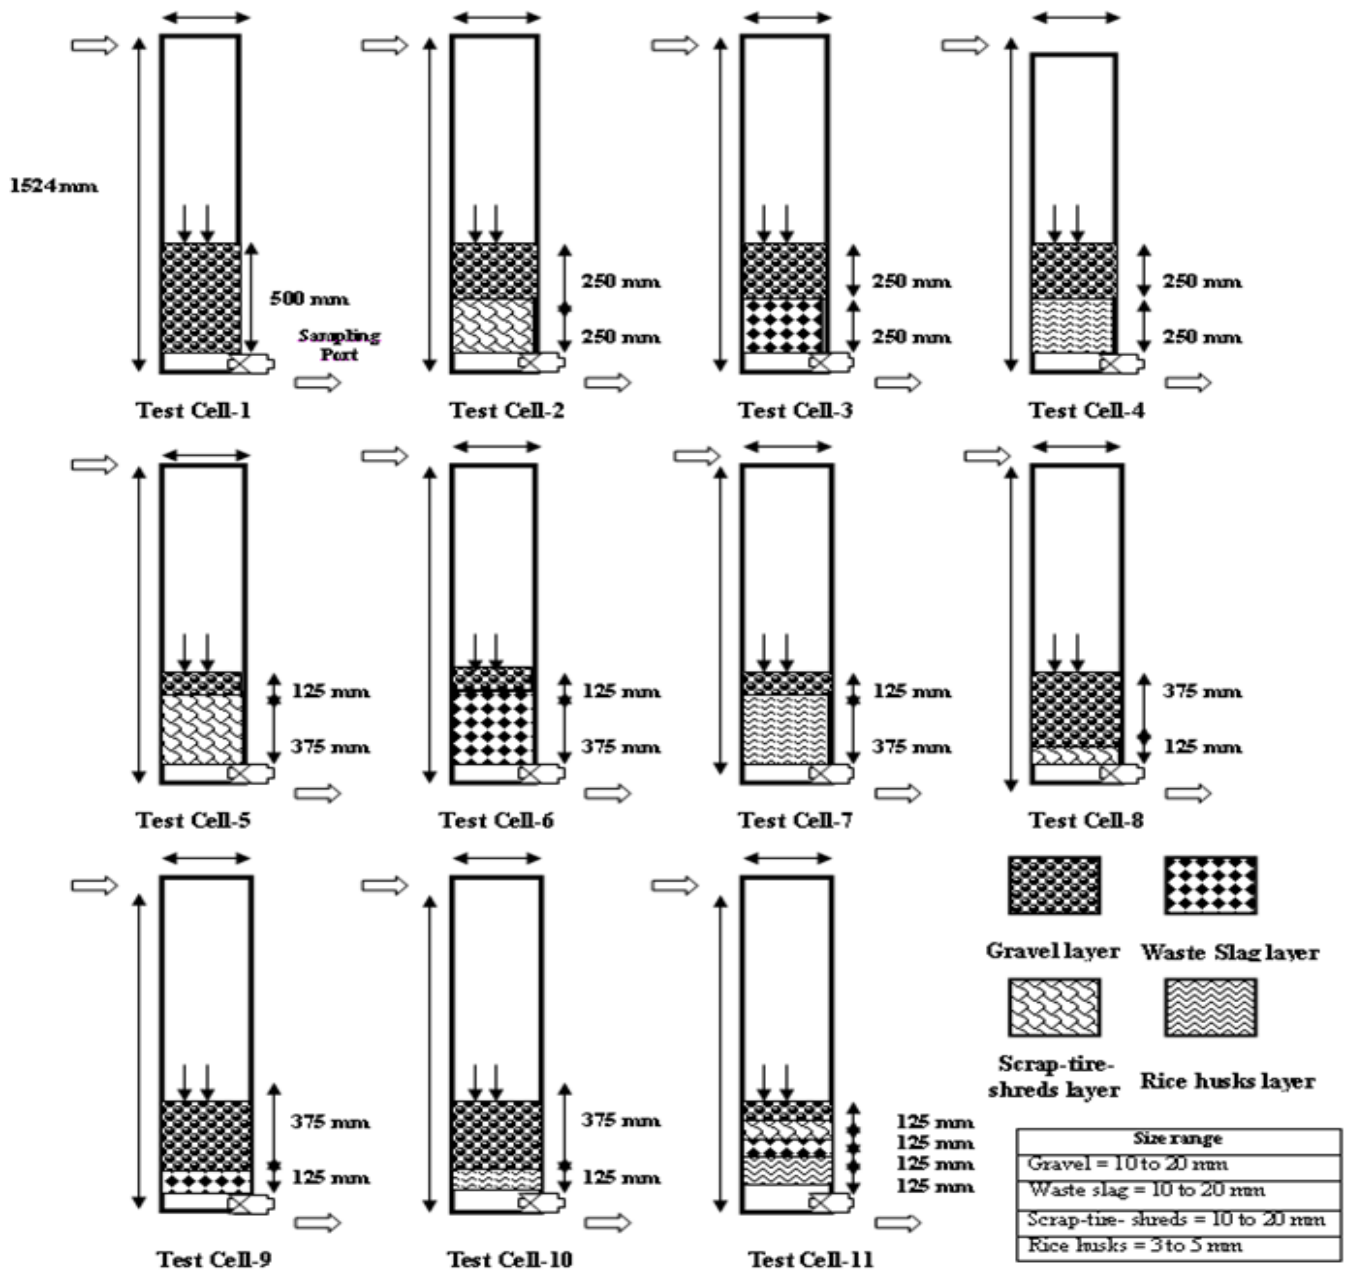 1524 mm
500 mm
Sampling
Port
250 mm
250 mm
250 mm
250 mm
250 mm
250 mm
Test Cell-1
Test Cell-2
Test Cell-3
Test Cell-4
125 mm
375 mm
125 mm
375 mm
125 mm
375 mm
375 mm
125 mm
Test Cell-5
Test Cell-6
Test Cell-7
Test Cell-8
375 mm
125 mm
375 mm
125 mm
125 mm
125 mm
125 mm
125 mm
Test Cell-9
Test Cell-10
Test Cell-11
Gravel layer
Waste Slag layer
Scrap-tire-
shreds layer
Rice husks layer
Size range
Gravel = 10 to 20 mm
Waste slag = 10 to 20 mm
Scrap-tire- shreds = 10 to 20 mm
Rice husks = 3 to 5 mm